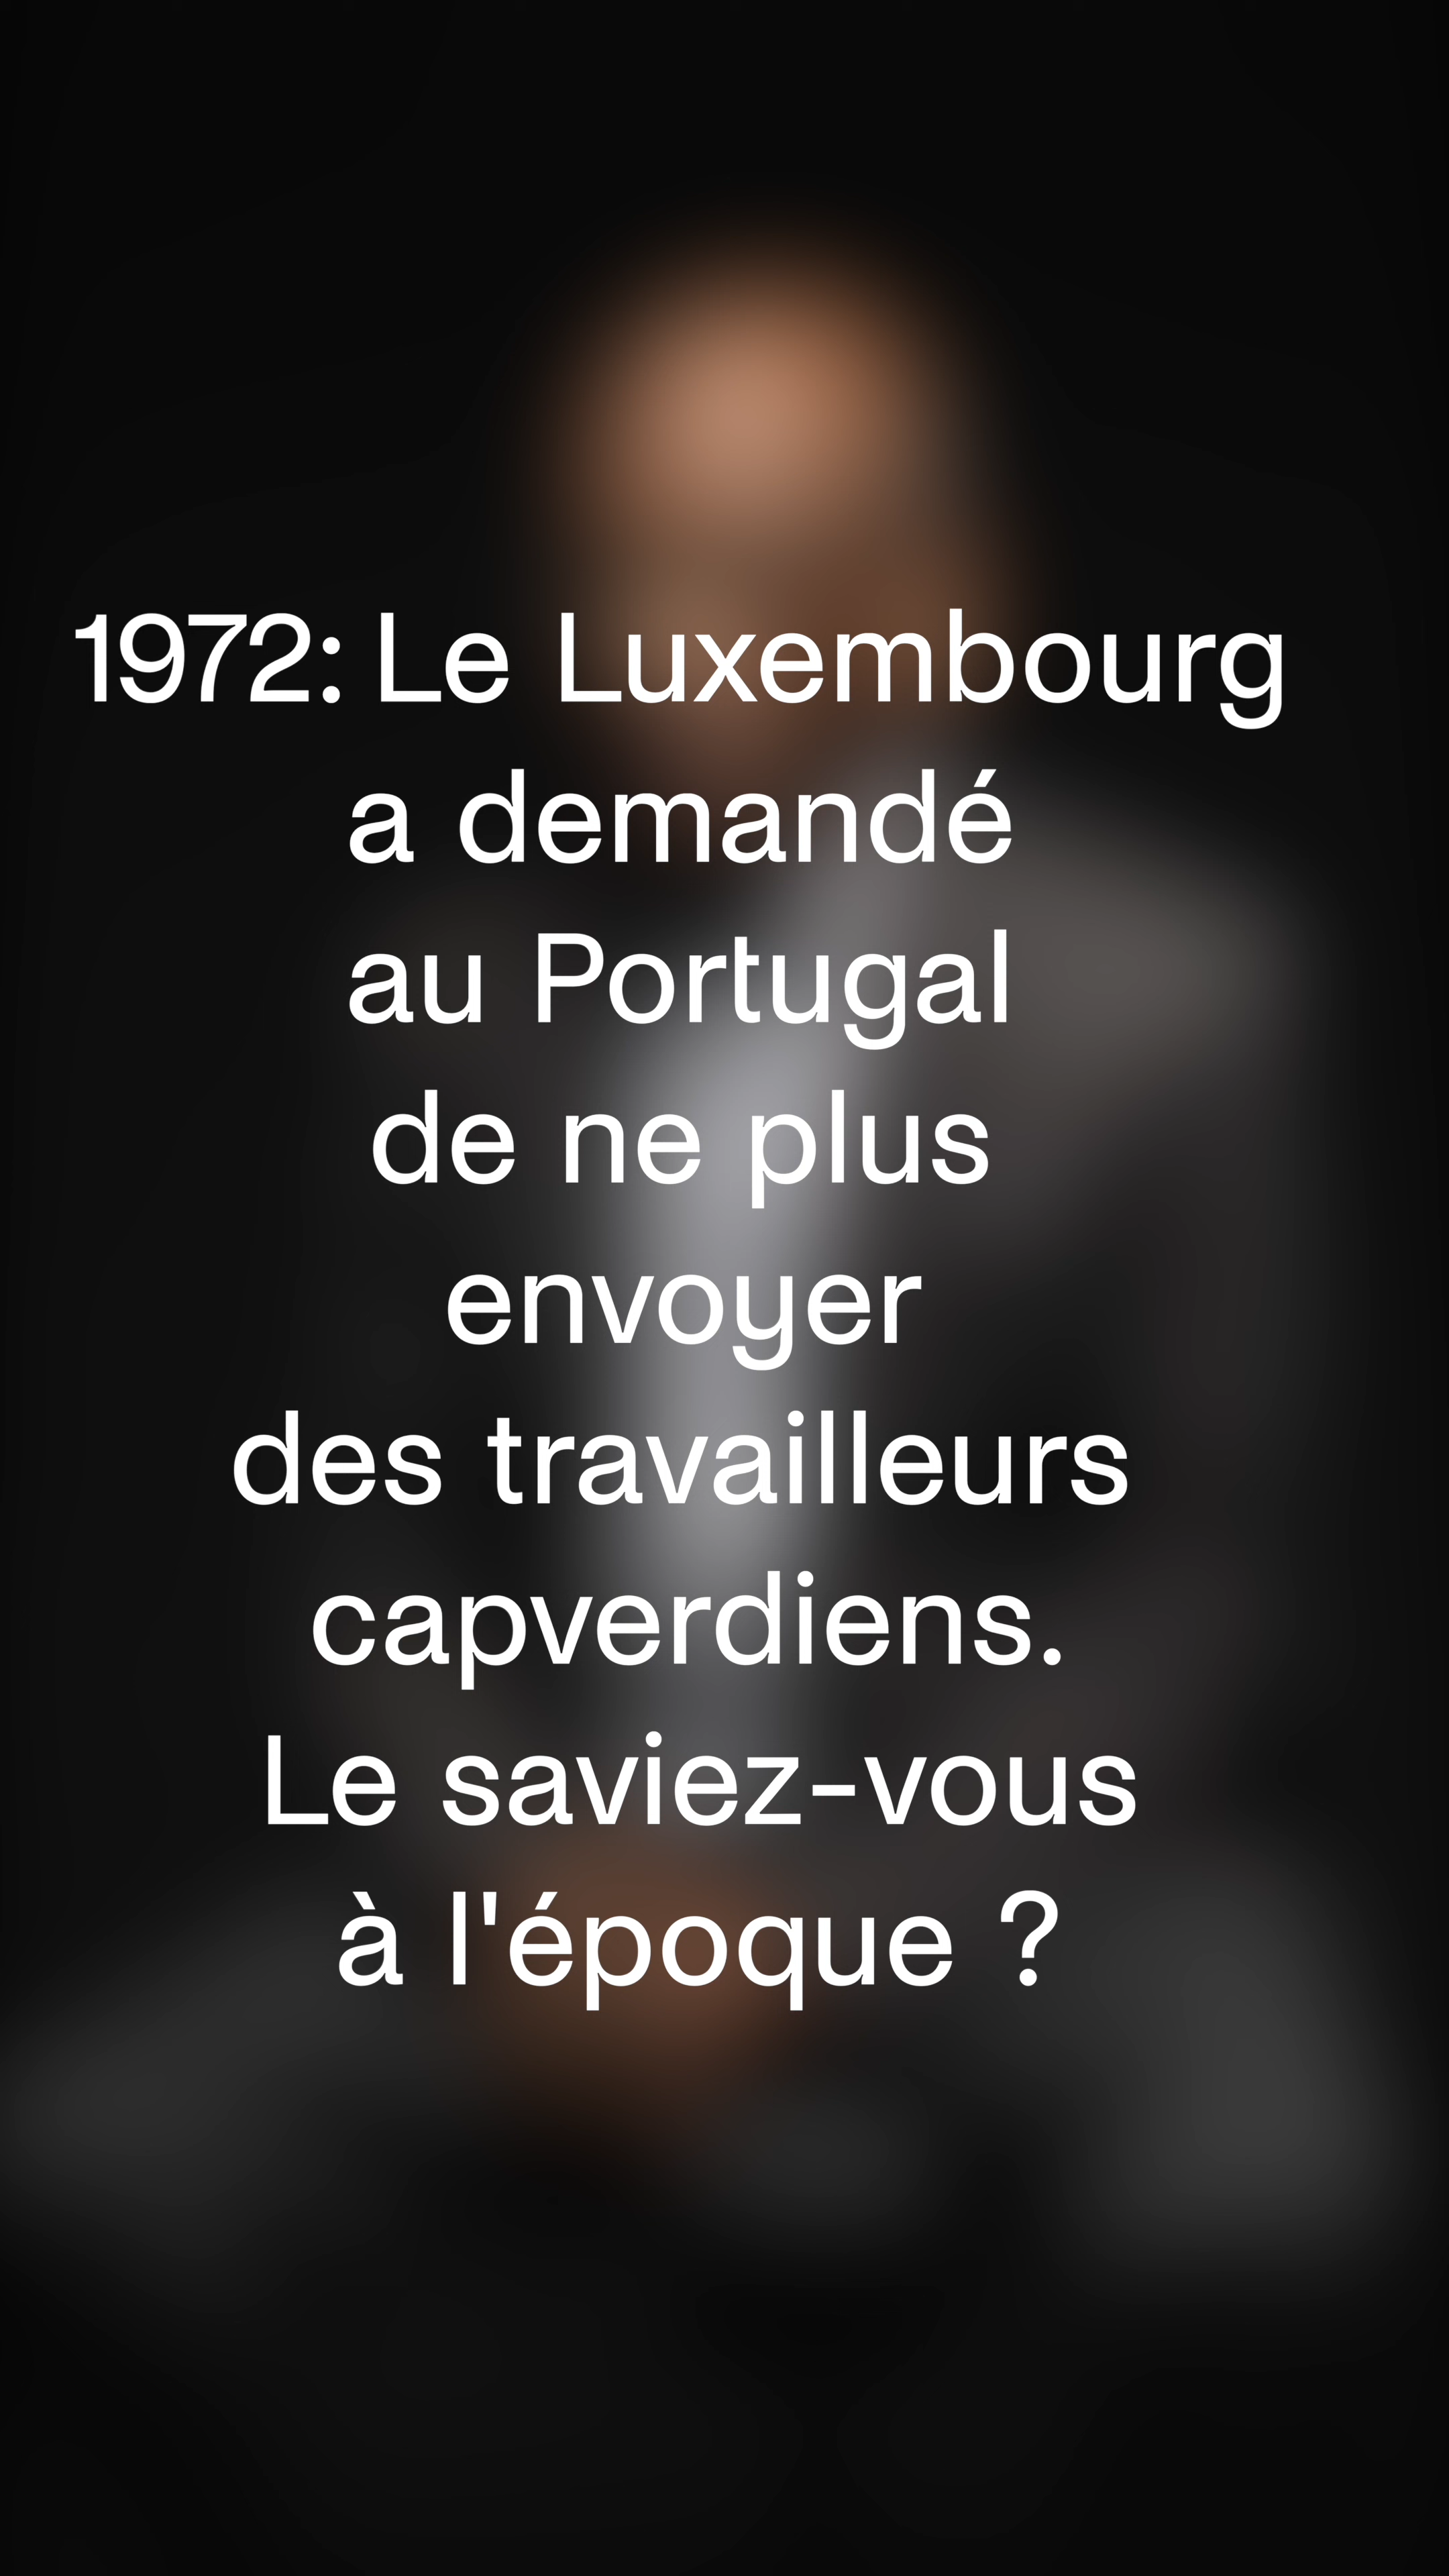 1972: Le Luxembourg
a demandé
au Portugal
de ne plus
envoyer
des travailleurs
capverdiens.
Le saviez-vous
à l'époque ?